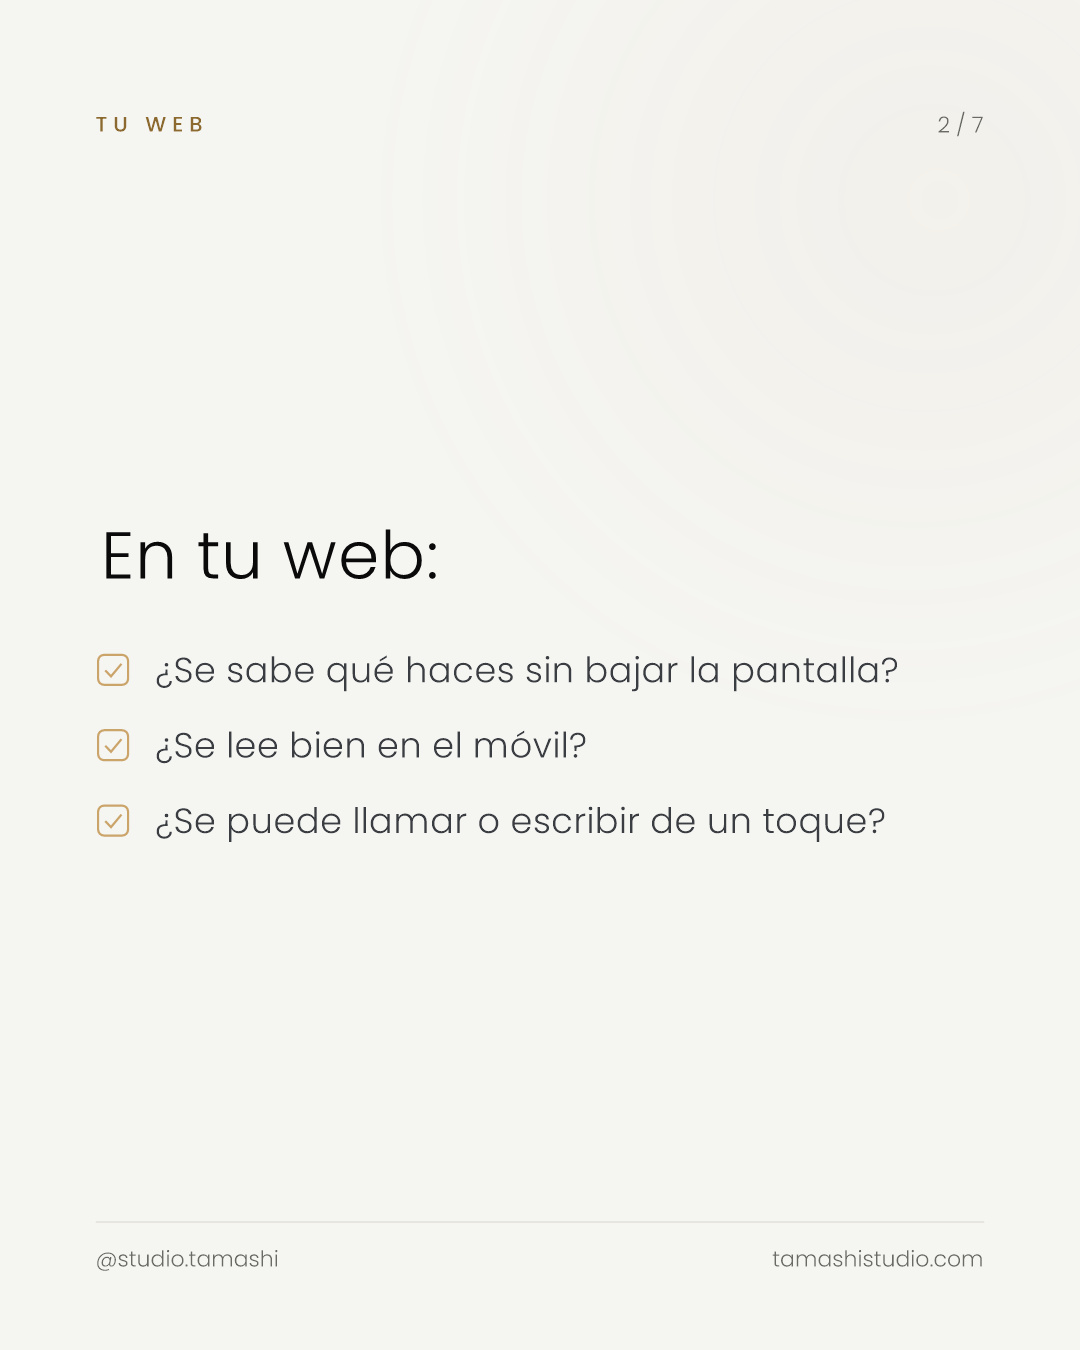 TU WEB
2 / 7
En tu web:
¿Se sabe qué haces sin bajar la pantalla?
¿Se lee bien en el móvil?
¿Se puede llamar o escribir de un toque?
@studio.tamashi
tamashistudio.com